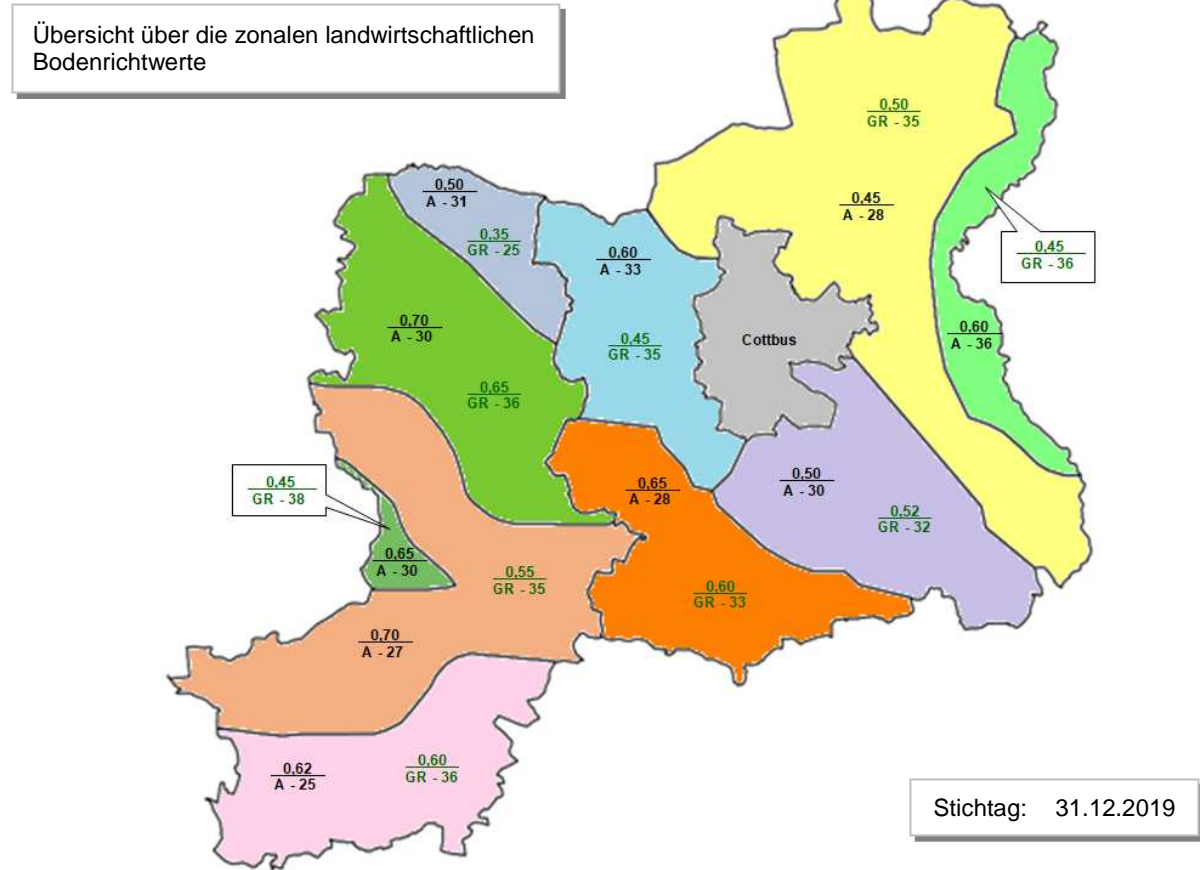 Übersicht über die zonalen landwirtschaftlichen
Bodenrichtwerte
0,50
GR - 35
0,50
A - 31
0,45
A - 28
0,35
GR - 25
0,60
A - 33
0,45
GR - 36
0,70
A - 30
0,45
GR - 35
Cottbus
0,60
A - 36
0,65
GR - 36
0,45
GR - 38
0,65
A - 28
0,50
A - 30
0,52
GR - 32
0,65
A - 30
0,55
GR - 35
0,60
GR - 33
0,70
A - 27
0,62
A - 25
0,60
GR - 36
Stichtag: 31.12.2019